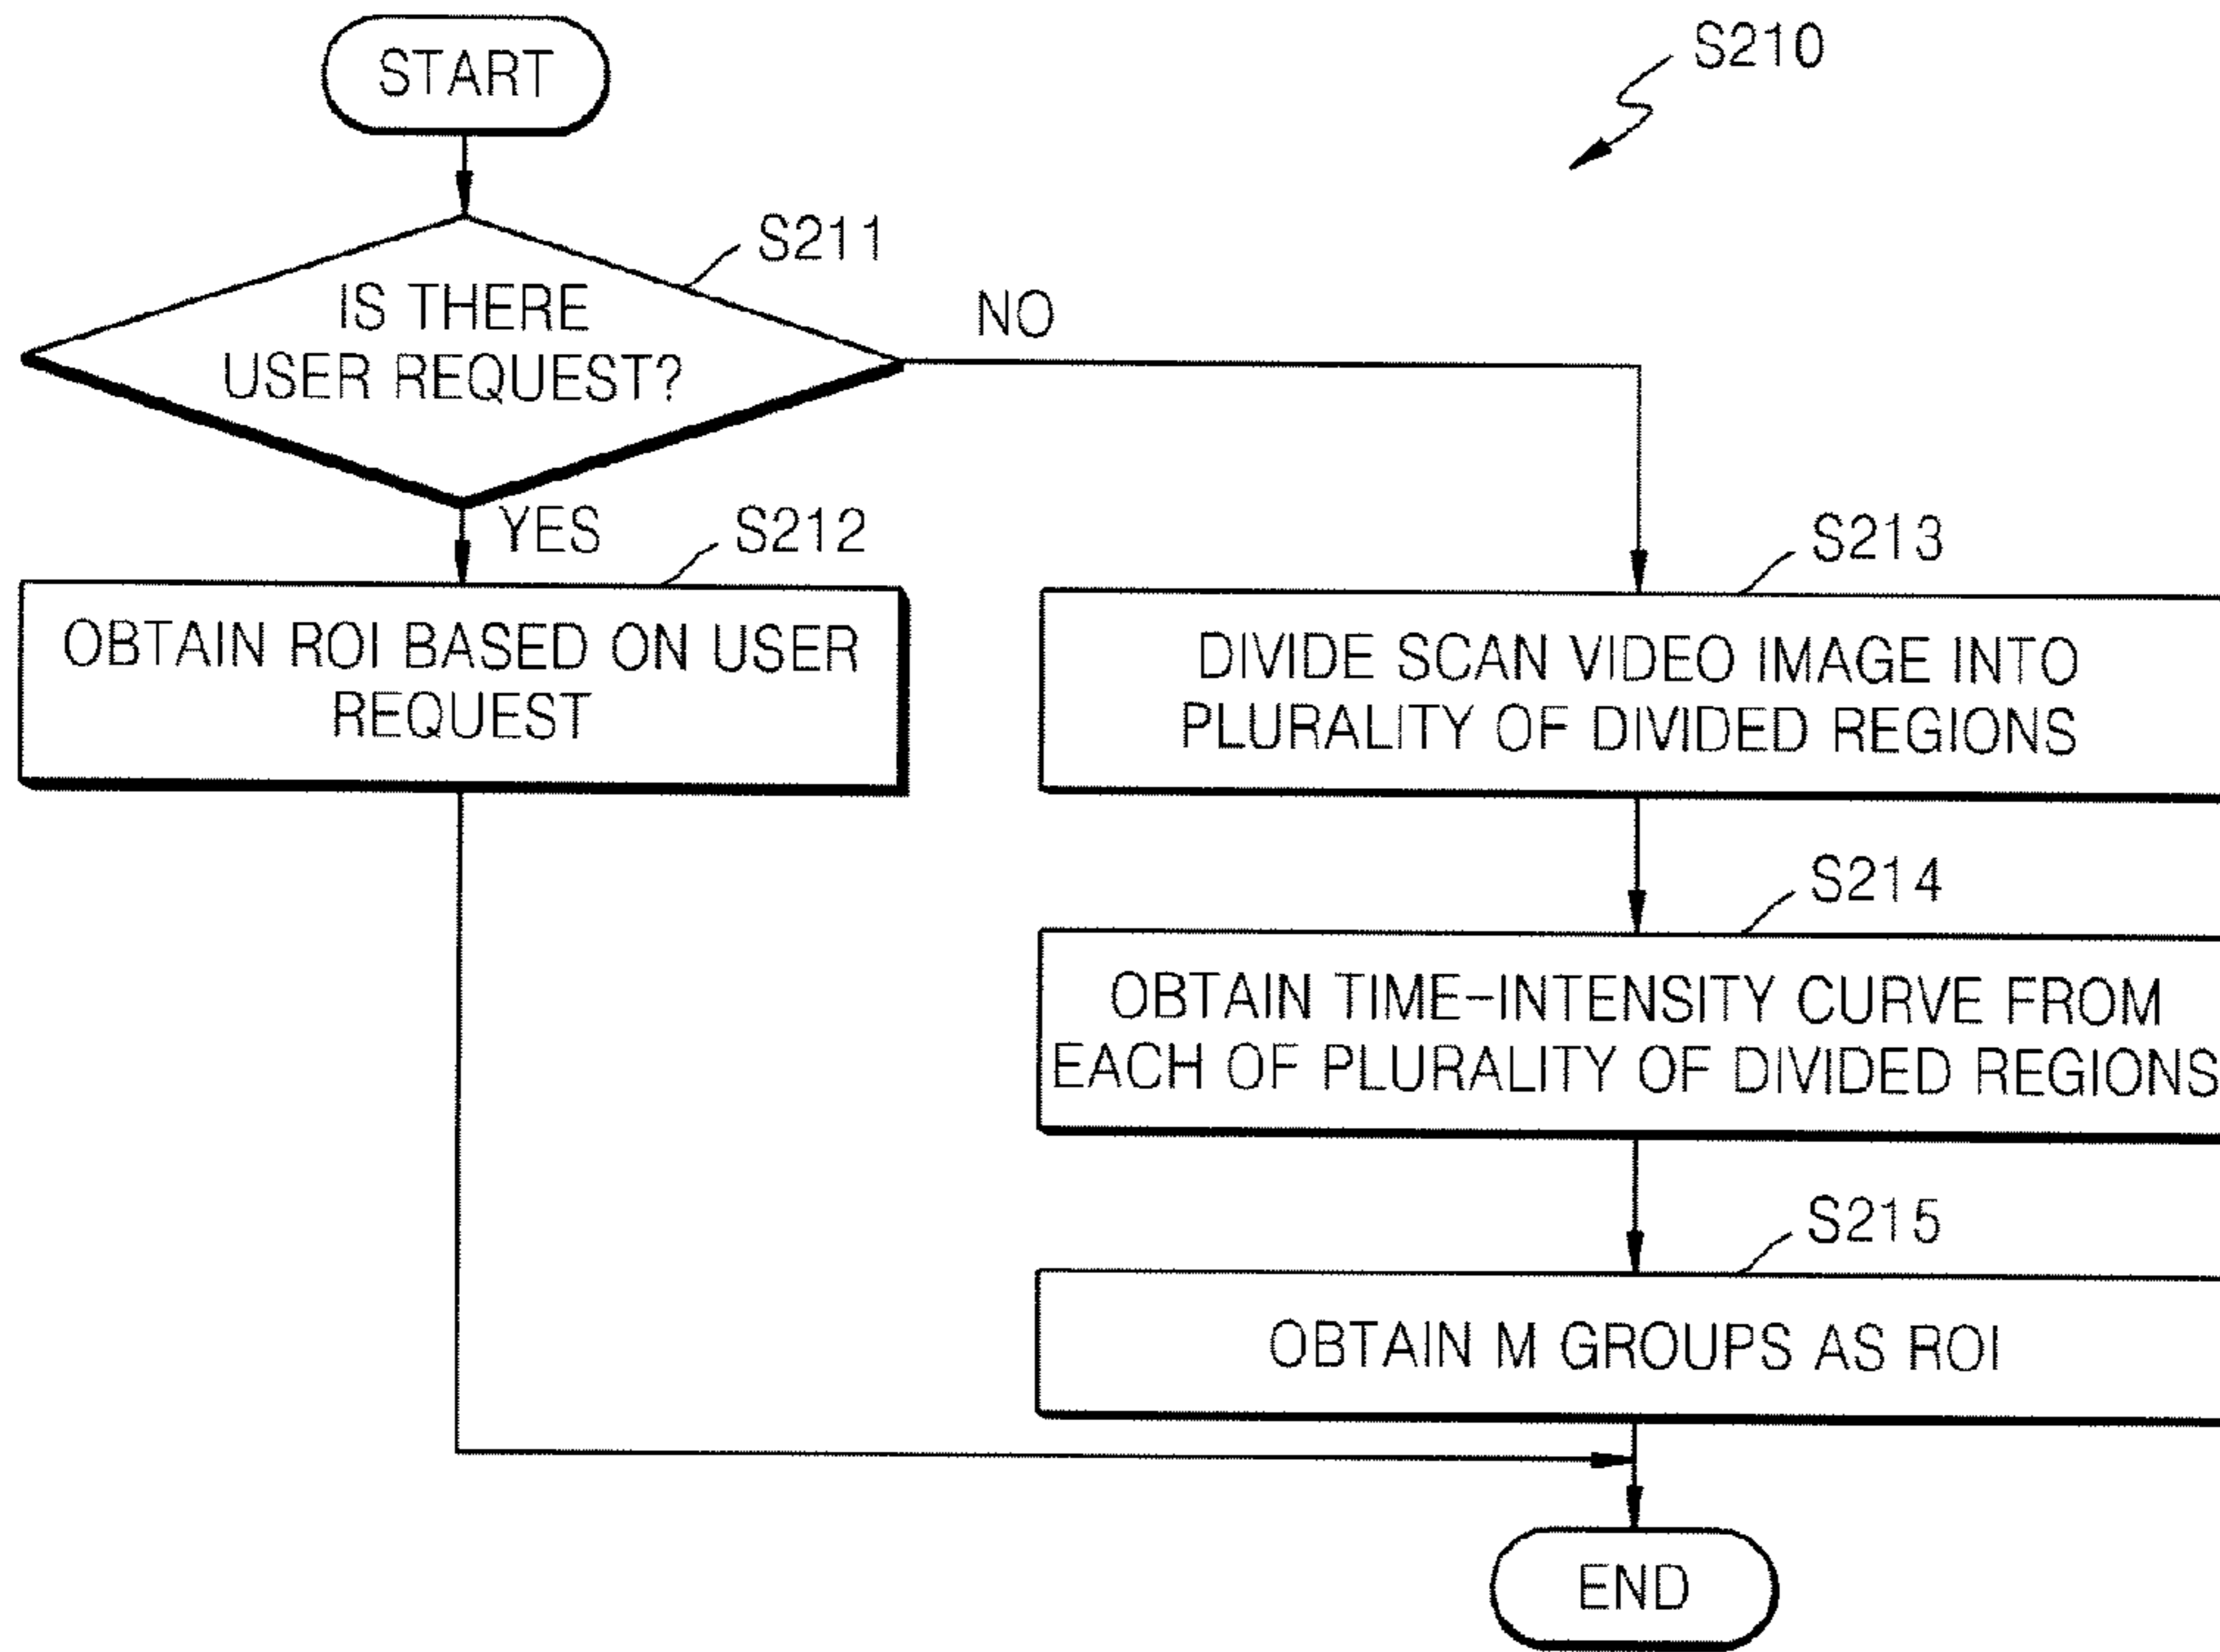 START
S210
S211
IS THERE
USER REQUEST?
NO
YES
S212
OBTAIN ROI BASED ON USER
REQUEST
S213
DIVIDE SCAN VIDEO IMAGE INTO
PLURALITY OF DIVIDED REGIONS
S214
OBTAIN TIME-INTENSITY CURVE FROM
EACH OF PLURALITY OF DIVIDED REGIONS
S215
OBTAIN M GROUPS AS ROI
END